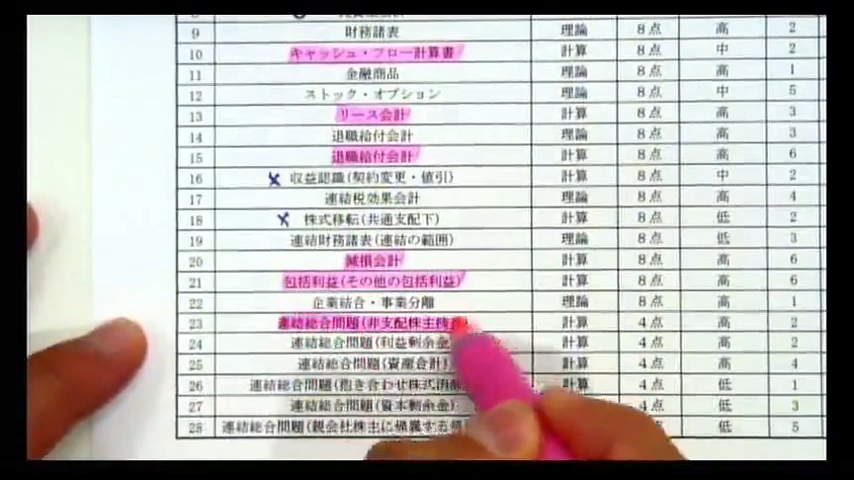 9 財務諸表 理論 8点 高 2
10 キャッシュ・フロー計算書 計算 8点 中 2
11 金融商品 理論 8点 高 1
12 ストック・オプション 理論 8点 中 5
13 リース会計 計算 8点 高 3
14 退職給付会計 理論 8点 高 3
15 退職給付会計 計算 8点 高 6
16 収益認識(契約変更・値引) 計算 8点 中 2
17 連結税効果会計 理論 8点 高 4
18 株式移転(共通支配下) 計算 8点 低 2
19 連結財務諸表(連結の範囲) 理論 8点 低 3
20 減損会計 計算 8点 高 6
21 包括利益(その他の包括利益) 計算 8点 高 6
22 企業結合・事業分離 理論 8点 高 1
23 連結総合問題(非支配株主持 計算 4点 高 2
24 連結総合問題(利益剰余金) 計算 4点 高 2
25 連結総合問題(資産合計) 計算 4点 高 4
26 連結総合問題(抱き合わせ株式消滅 計算 4点 低 1
27 連結総合問題(資本剰余金) 4点 低 3
28 連結総合問題(親会社株主に帰属する 点 低 5